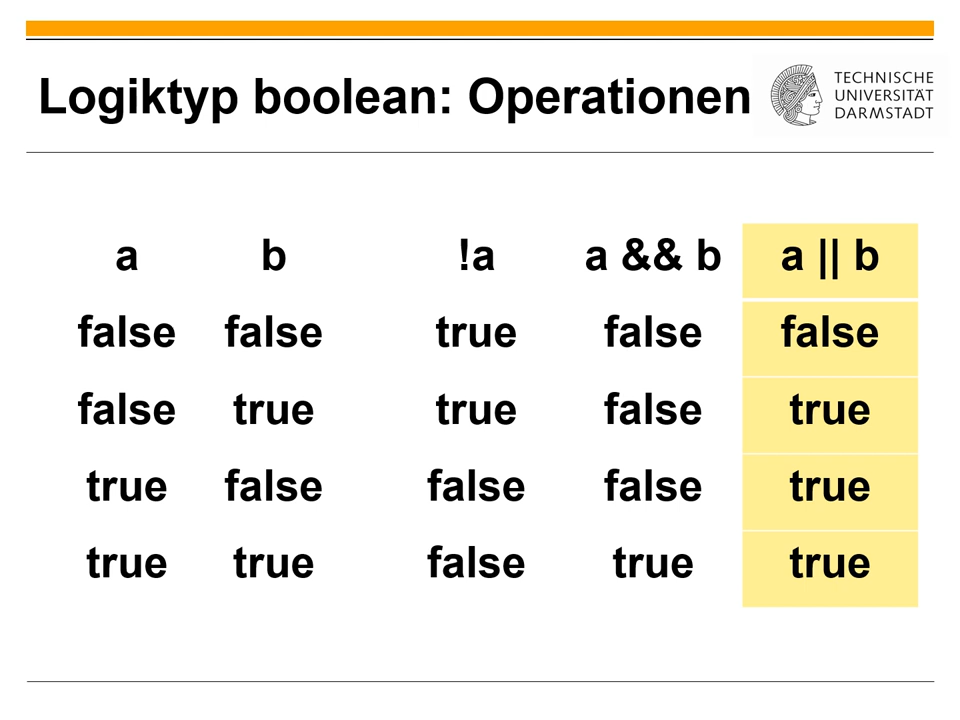 Logiktyp boolean: Operationen
TECHNISCHE
UNIVERSITÄT
DARMSTADT
a b !a a && b a || b
false false true false false
false true true false true
true false false false true
true true false true true